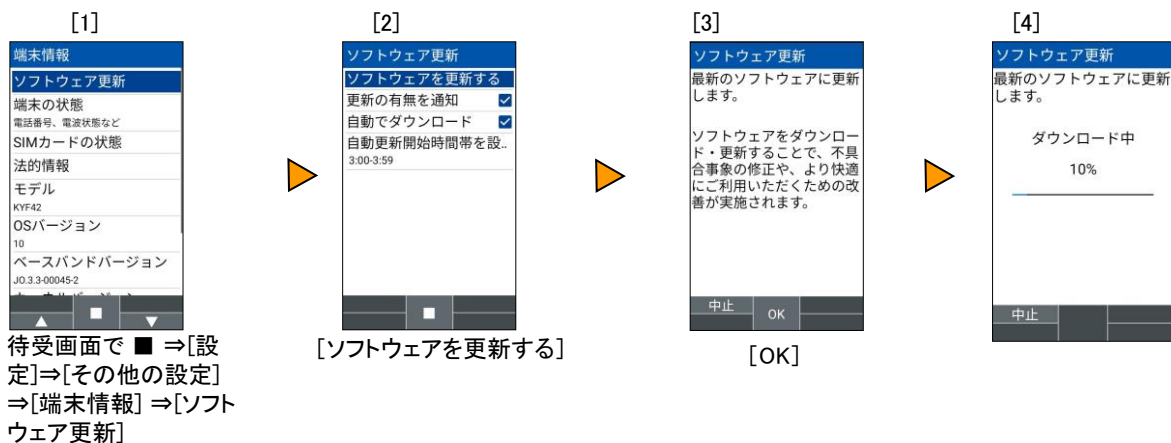 [1]
端末情報
ソフトウェア更新
端末の状態
電話番号、電波状態など
SIMカードの状態
法的情報
モデル
KYF42
OSバージョン
10
ベースバンドバージョン
J0.3.3-00045-2
待受画面で ■ ⇒[設
定]⇒[その他の設定]
⇒[端末情報] ⇒[ソフト
ウェア更新]
[2]
ソフトウェア更新
ソフトウェアを更新する
更新の有無を通知
自動でダウンロード
自動更新開始時間帯を設..
3:00-3:59
[ソフトウェアを更新する]
[3]
ソフトウェア更新
最新のソフトウェアに更新
します。
ソフトウェアをダウンロー
ド・更新することで、不具
合事象の修正や、より快適
にご利用いただくための改
善が実施されます。
中止
OK
[OK]
[4]
ソフトウェア更新
最新のソフトウェアに更新
します。
ダウンロード中
10%
中止